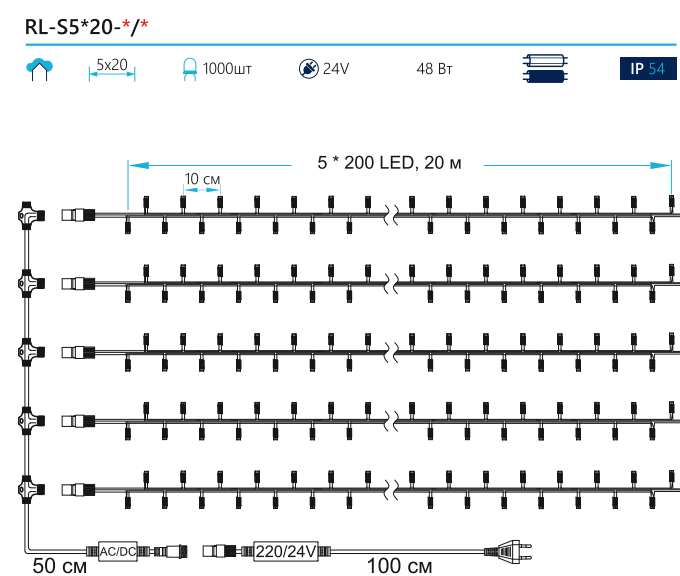 RL-S5*20-*/*
5x20 1000шт 24V 48 Вт IP 54
5 * 200 LED, 20 м
10 см
AC/DC 220/24V
50 см 100 см